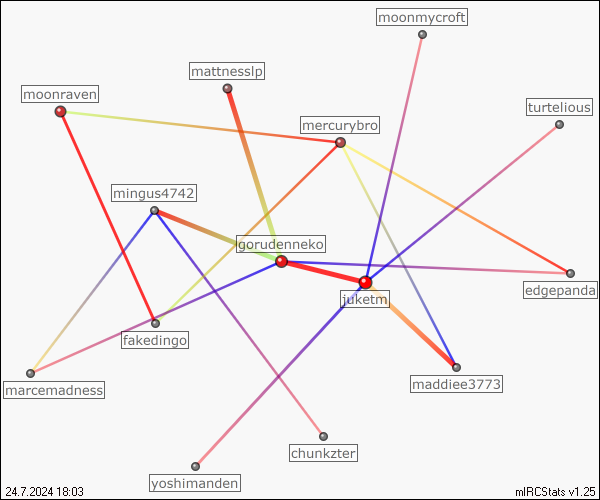 moonmycroft
mattnesslp
moonraven
turtelious
mercurybro
mingus4742
gorudenneko
edgepanda
juketm
fakedingo
maddiee3773
marcemadness
chunkzter
yoshimanden
24.7.2024 18:03
mIRCStats v1.25